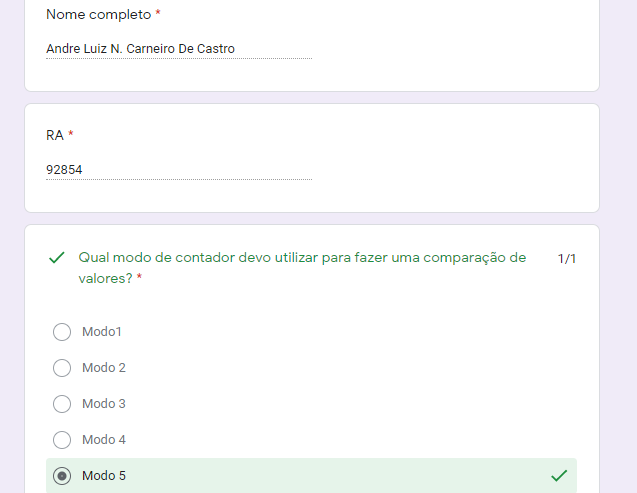 Nome completo *
Andre Luiz N. Carneiro De Castro
RA *
92854
Qual modo de contador devo utilizar para fazer uma comparação de 1/1
valores? *
Modo1
Modo 2
Modo 3
Modo 4
Modo 5